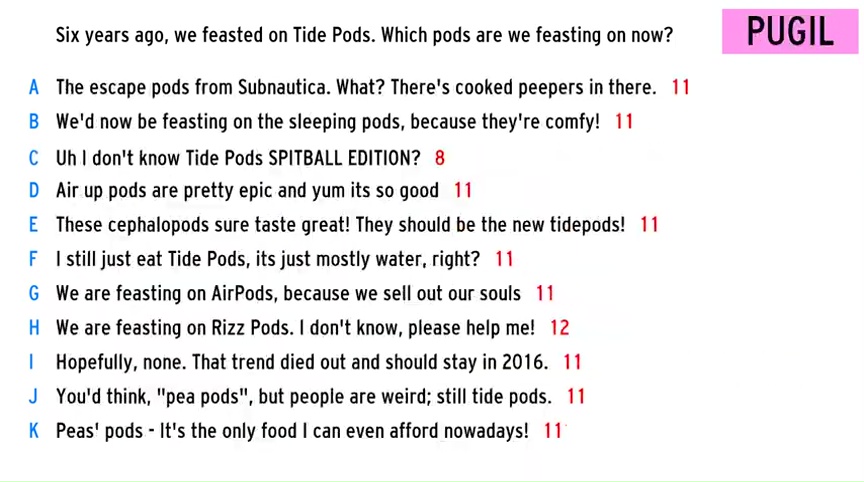 Six years ago, we feasted on Tide Pods. Which pods are we feasting on now?
PUGIL
A The escape pods from Subnautica. What? There's cooked peepers in there. 11
B We'd now be feasting on the sleeping pods, because they're comfy! 11
C Uh I don't know Tide Pods SPITBALL EDITION? 8
D Air up pods are pretty epic and yum its so good 11
E These cephalopods sure taste great! They should be the new tidepods! 11
F I still just eat Tide Pods, its just mostly water, right? 11
G We are feasting on AirPods, because we sell out our souls 11
H We are feasting on Rizz Pods. I don't know, please help me! 12
I Hopefully, none. That trend died out and should stay in 2016. 11
J You'd think, "pea pods", but people are weird; still tide pods. 11
K Peas' pods - It's the only food I can even afford nowadays! 11